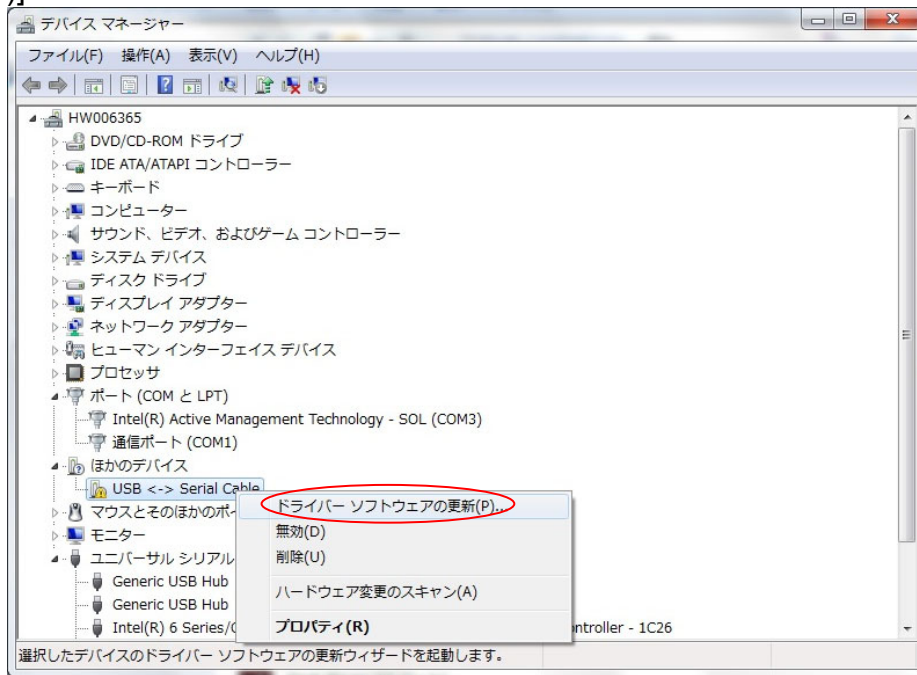 )]
デバイス マネージャー
ファイル(F) 操作(A) 表示(V) ヘルプ(H)
HW006365
DVD/CD-ROM ドライブ
IDE ATA/ATAPI コントローラー
キーボード
コンピューター
サウンド、ビデオ、およびゲーム コントローラー
システム デバイス
ディスク ドライブ
ディスプレイ アダプター
ネットワーク アダプター
ヒューマン インターフェイス デバイス
プロセッサ
ポート (COM と LPT)
Intel(R) Active Management Technology - SOL (COM3)
通信ポート (COM1)
ほかのデバイス
USB <-> Serial Cable
ドライバー ソフトウェアの更新(P)...
マウスとそのほかのポ
無効(D)
モニター
削除(U)
ユニバーサル シリアル
Generic USB Hub
ハードウェア変更のスキャン(A)
Generic USB Hub
Intel(R) 6 Series/C
プロパティ(R)
ntroller - 1C26
選択したデバイスのドライバー ソフトウェアの更新ウィザードを起動します。